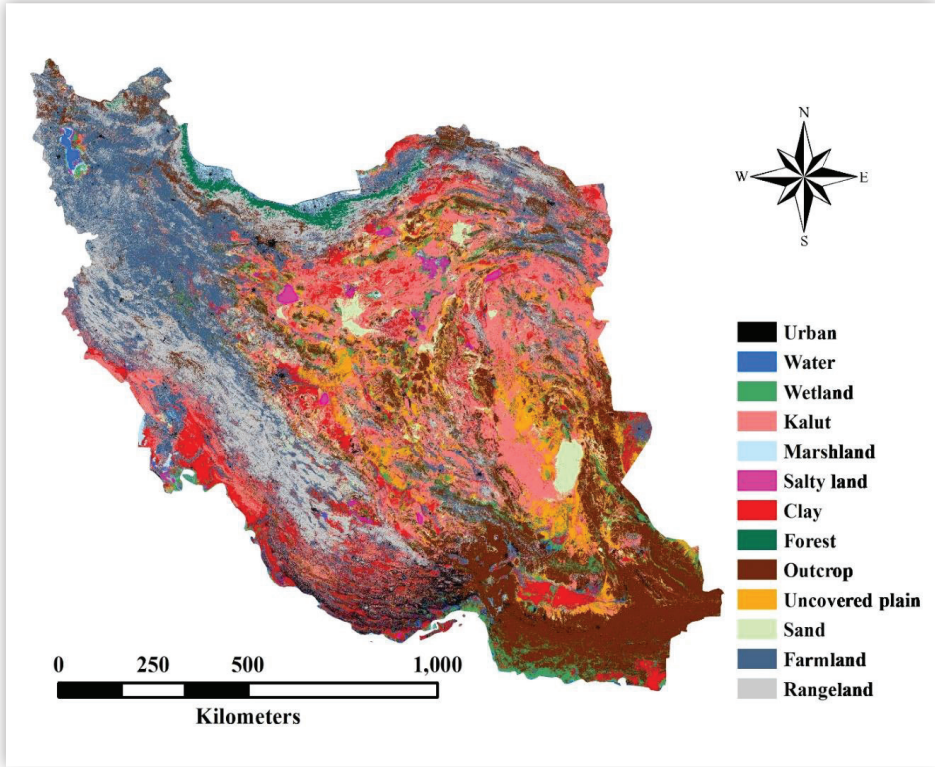 N
W E
S
Urban
Water
Wetland
Kalut
Marshland
Salty land
Clay
Forest
Outcrop
Uncovered plain
Sand
Farmland
Rangeland
0 250 500 1,000
Kilometers